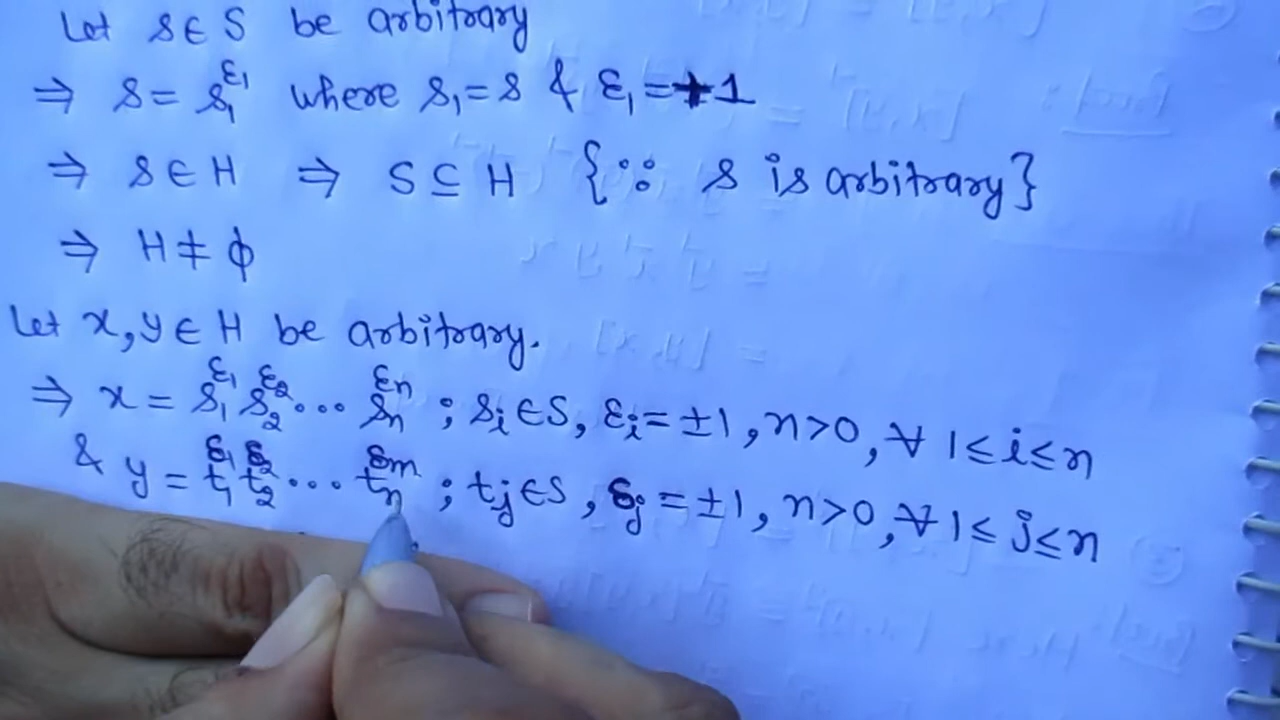 Let s ∈ S be arbitrary
⇒ s = s₁^ε₁ where s₁ = s & ε₁ = +1
⇒ s ∈ H ⇒ S ⊆ H {∵ s is arbitrary}
⇒ H ≠ ϕ
Let x, y ∈ H be arbitrary.
⇒ x = s₁^ε₁ s₂^ε₂ ... sₙ^εₙ ; sᵢ ∈ S, εᵢ = ±1, n > 0, ∀ 1 ≤ i ≤ n
& y = t₁^δ₁ t₂^δ₂ ... tₙ^δₘ ; tⱼ ∈ S, δⱼ = ±1, n > 0, ∀ 1 ≤ j ≤ n